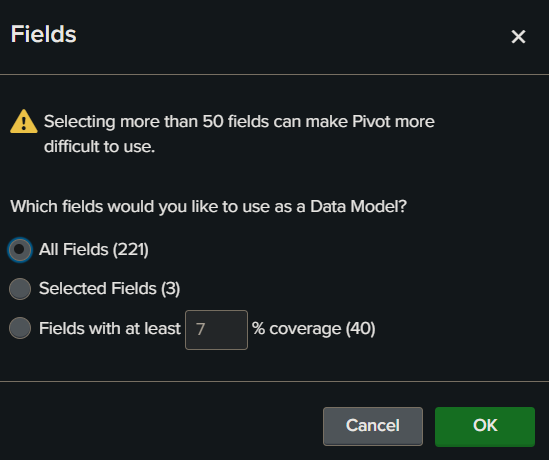 Fields
Selecting more than 50 fields can make Pivot more
difficult to use.
Which fields would you like to use as a Data Model?
All Fields (221)
Selected Fields (3)
Fields with at least 7 % coverage (40)
Cancel OK